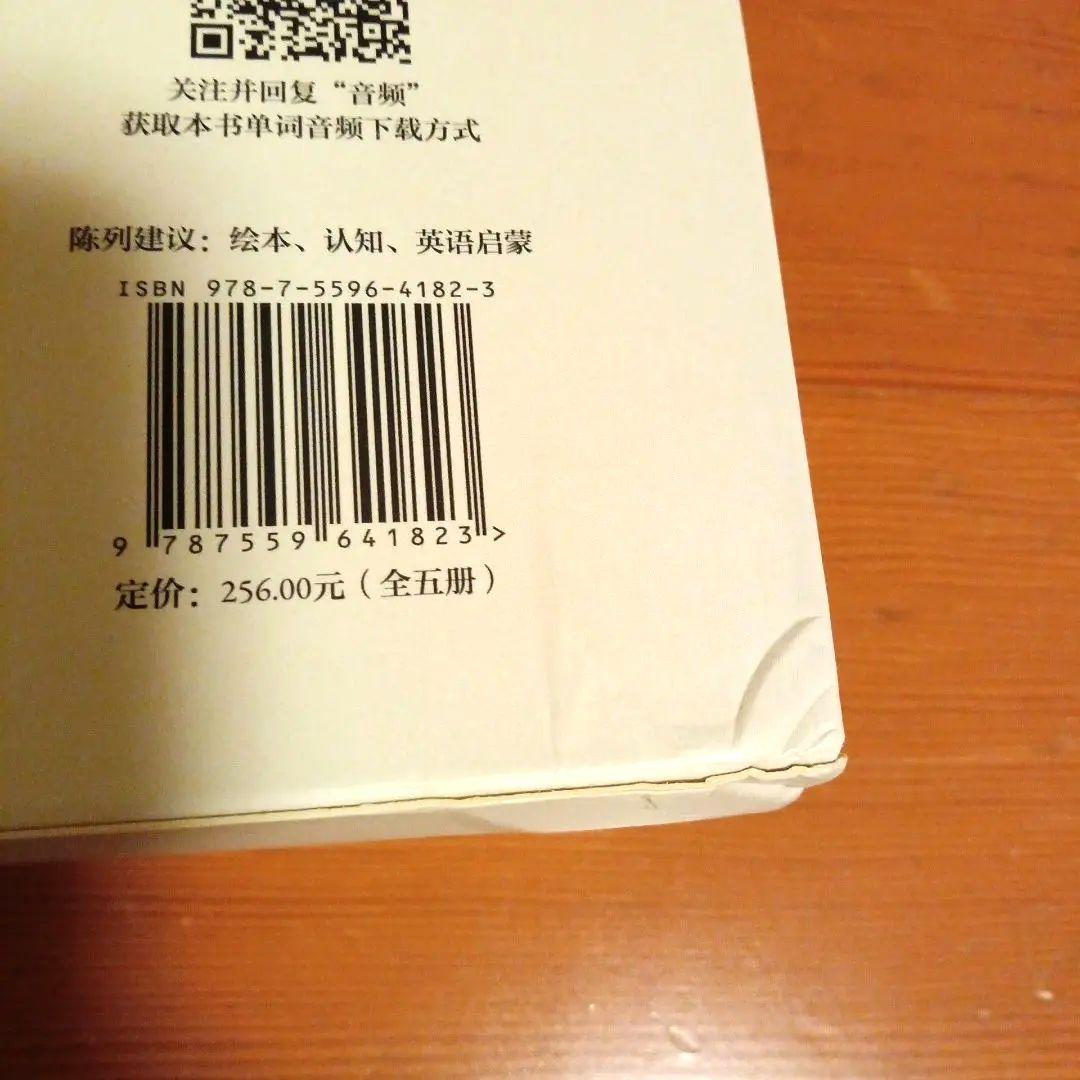 关注并回复“音频”
获取本书单词音频下载方式
陈列建议：绘本、认知、英语启蒙
ISBN 978-7-5596-4182-3
9 787559 641823 >
定价：256.00元（全五册）